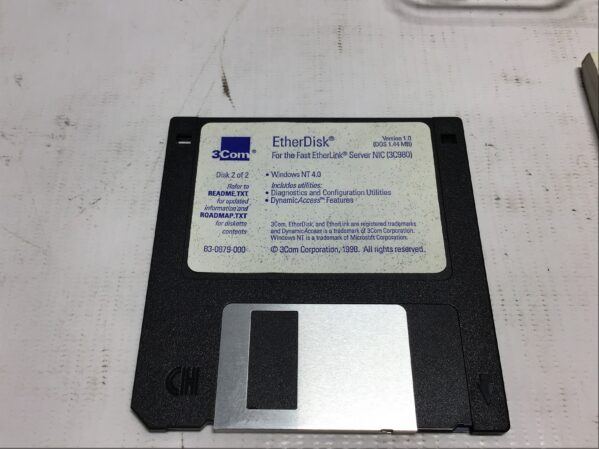 3Com®
EtherDisk®
Version 1.0
(DOS 1.44 MB)
For the Fast EtherLink® Server NIC (3C980)
Disk 2 of 2
Refer to
README.TXT
for updated
information and
ROADMAP.TXT
for diskette
contents
• Windows NT 4.0
Includes utilities:
• Diagnostics and Configuration Utilities
• DynamicAccess™ Features
3Com, EtherDisk, and EtherLink are registered trademarks
and DynamicAccess is a trademark of 3Com Corporation.
Windows NT is a trademark of Microsoft Corporation.
63-0879-000
© 3Com Corporation, 1998. All rights reserved.